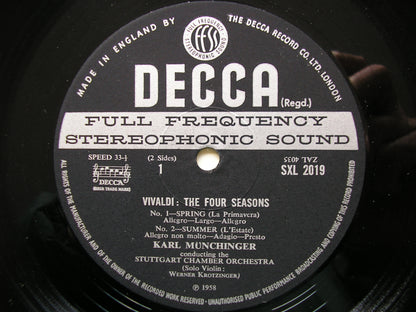 MADE IN ENGLAND BY
THE DECCA RECORD CO. LTD. LONDON
FULL FREQUENCY
ffss
STEREOPHONIC SOUND
DECCA
(Regd.)
FULL FREQUENCY
STEREOPHONIC SOUND
SPEED 33-⅓
(2 Sides)
1
ZAL 4035
SXL 2019
DECCA
VIVALDI: THE FOUR SEASONS
No. 1—SPRING (La Primavera)
Allegro—Largo—Allegro
No. 2—SUMMER (L'Estate)
Allegro non molto—Adagio—Presto
KARL MUNCHINGER
conducting the
STUTTGART CHAMBER ORCHESTRA
(Solo Violin:
WERNER KROTZINGER)
℗ 1958
ALL RIGHTS OF THE MANUFACTURER AND OF THE OWNER OF THE RECORDED WORK RESERVED · UNAUTHORISED PUBLIC PERFORMANCE, BROADCASTING AND COPYING OF THIS RECORD PROHIBITED